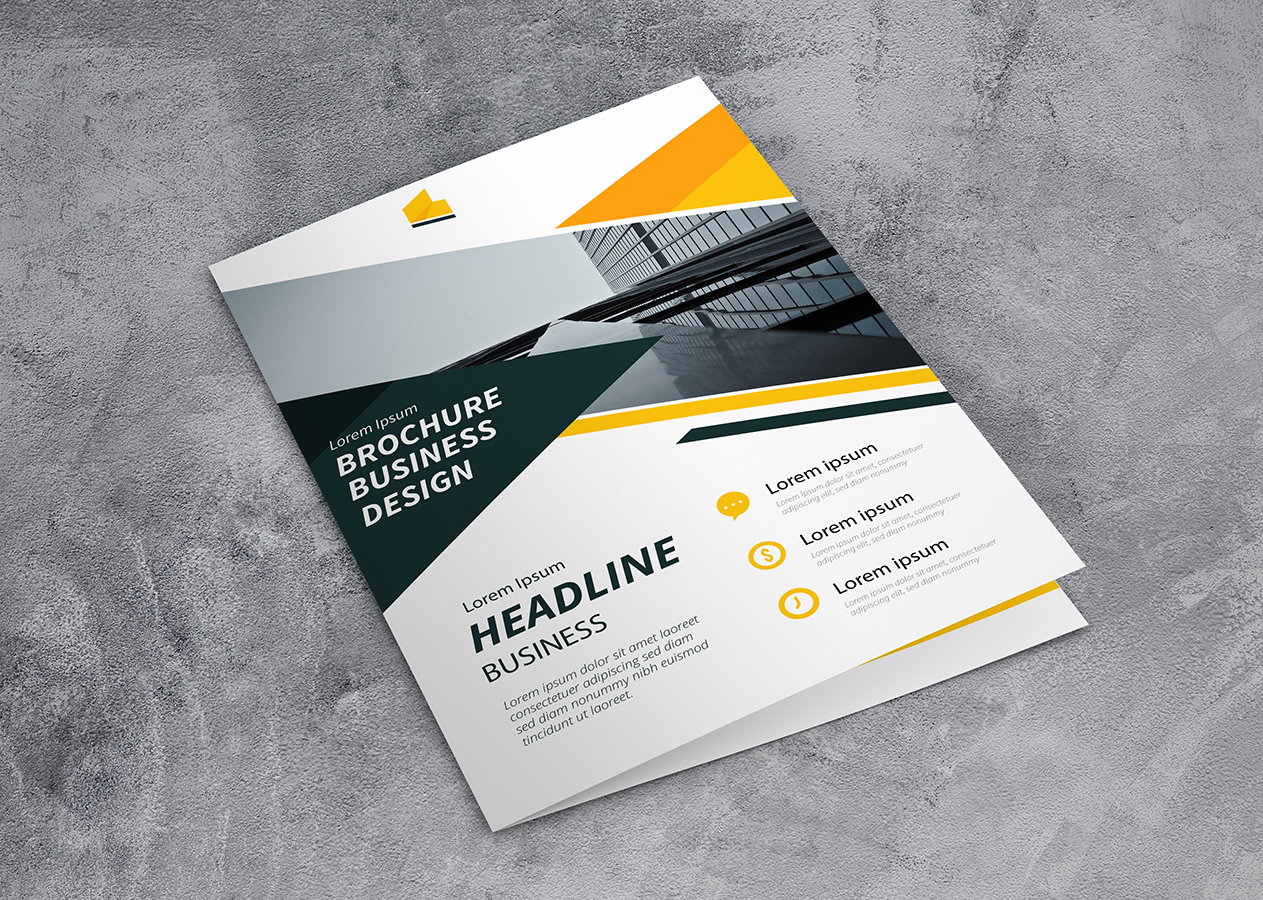 Lorem Ipsum
BROCHURE
BUSINESS
DESIGN
Lorem Ipsum
HEADLINE
BUSINESS
Lorem ipsum dolor sit amet laoreet
consectetuer adipiscing sed diam
sed diam nonummy nibh euismod
tincidunt ut laoreet.
Lorem ipsum
Lorem ipsum dolor sit amet, consectetuer
adipiscing elit, sed diam nonummy
Lorem ipsum
Lorem ipsum dolor sit amet, consectetuer
adipiscing elit, sed diam nonummy
Lorem ipsum
Lorem ipsum dolor sit amet, consectetuer
adipiscing elit, sed diam nonummy